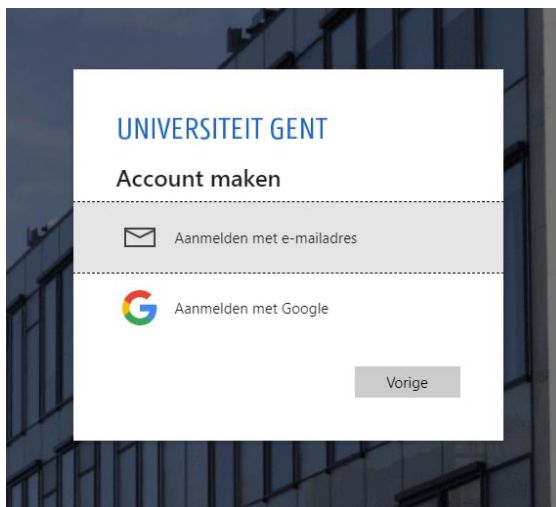 UNIVERSITEIT GENT
Account maken
Aanmelden met e-mailadres
Aanmelden met Google
Vorige